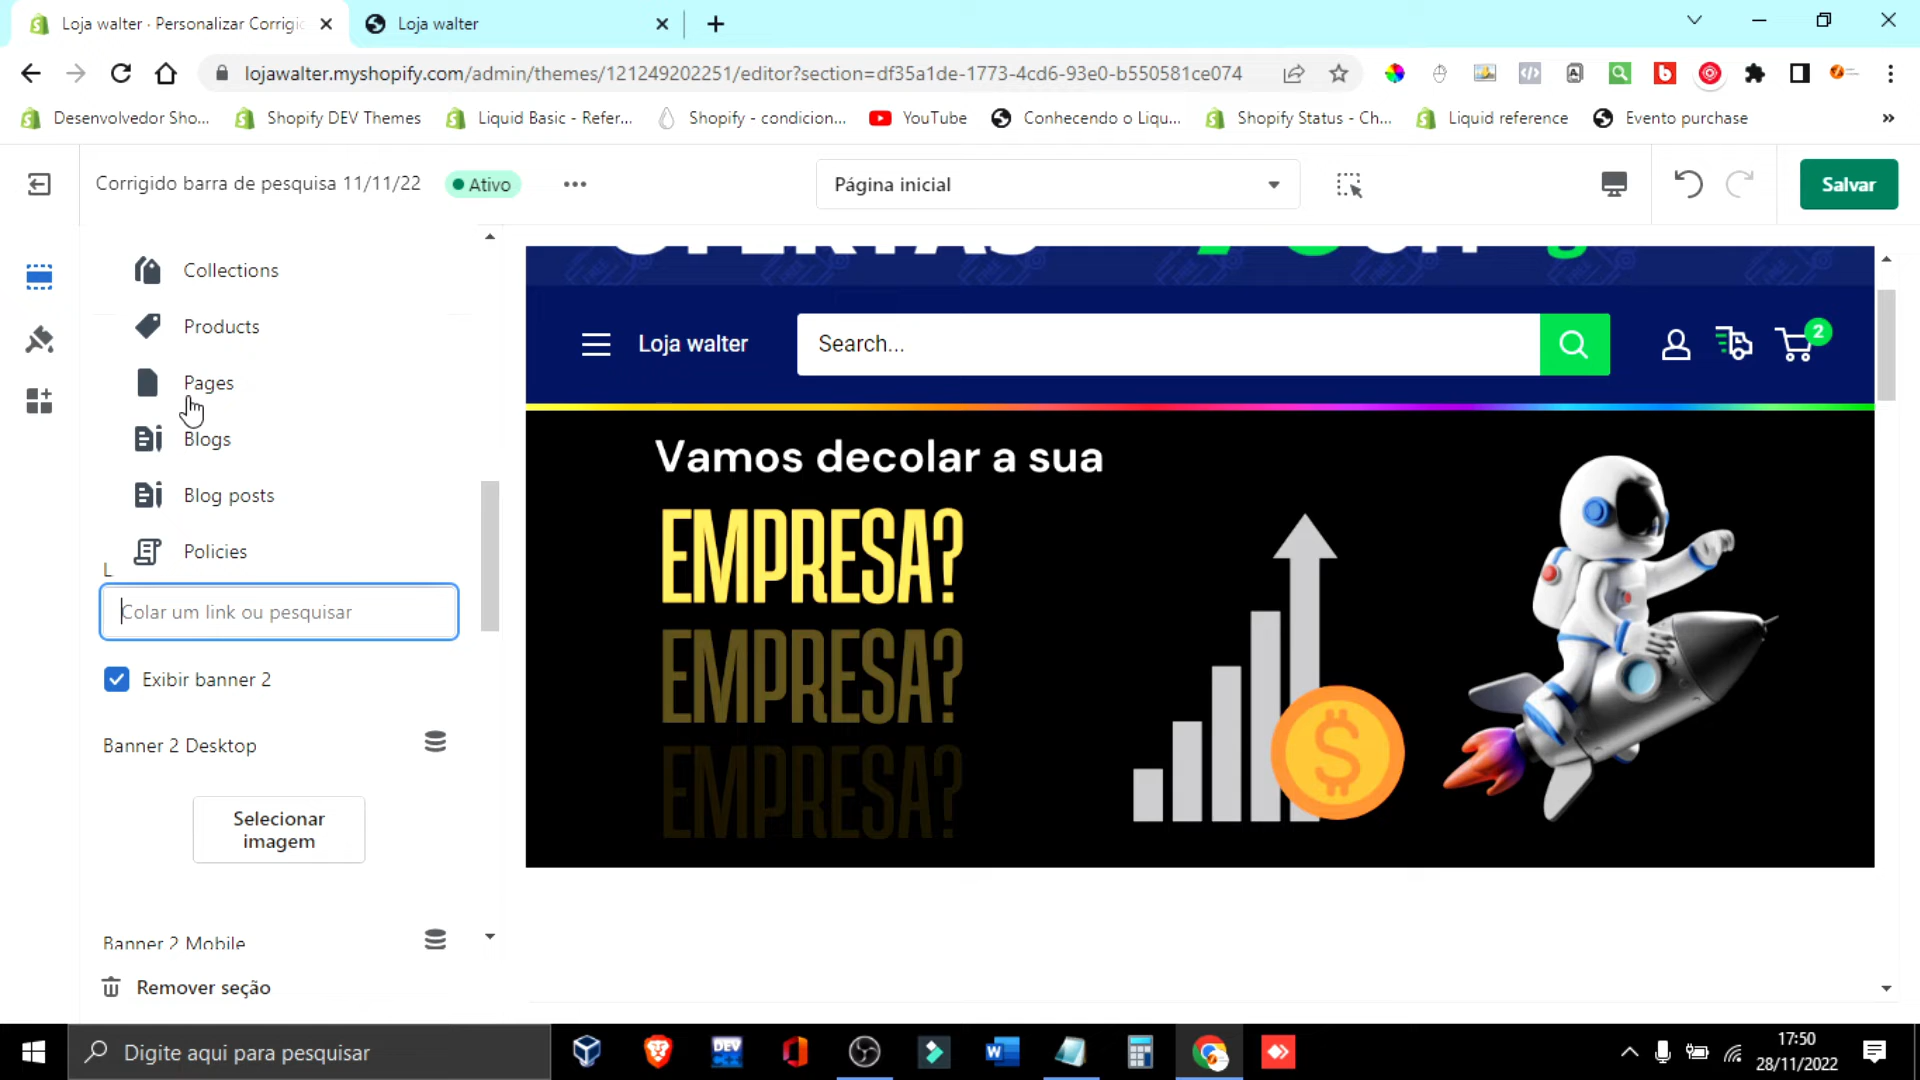 Loja walter · Personalizar Corrigic
Loja walter
lojawalter.myshopify.com/admin/themes/121249202251/editor?section=df35a1de-1773-4cd6-93e0-b550581ce074
Desenvolvedor Sho...
Shopify DEV Themes
Liquid Basic - Refer...
Shopify - condicion...
YouTube
Conhecendo o Liqu...
Shopify Status - Ch...
Liquid reference
Evento purchase
»
Corrigido barra de pesquisa 11/11/22
Ativo
Página inicial
Salvar
Collections
Products
Pages
Blogs
Blog posts
Policies
L
Colar um link ou pesquisar
Exibir banner 2
Banner 2 Desktop
Selecionar
imagem
Banner 2 Mobile
Remover seção
OFERTAS
Loja walter
Search...
2
Vamos decolar a sua
EMPRESA?
EMPRESA?
EMPRESA?
$
Digite aqui para pesquisar
DEV
17:50
28/11/2022